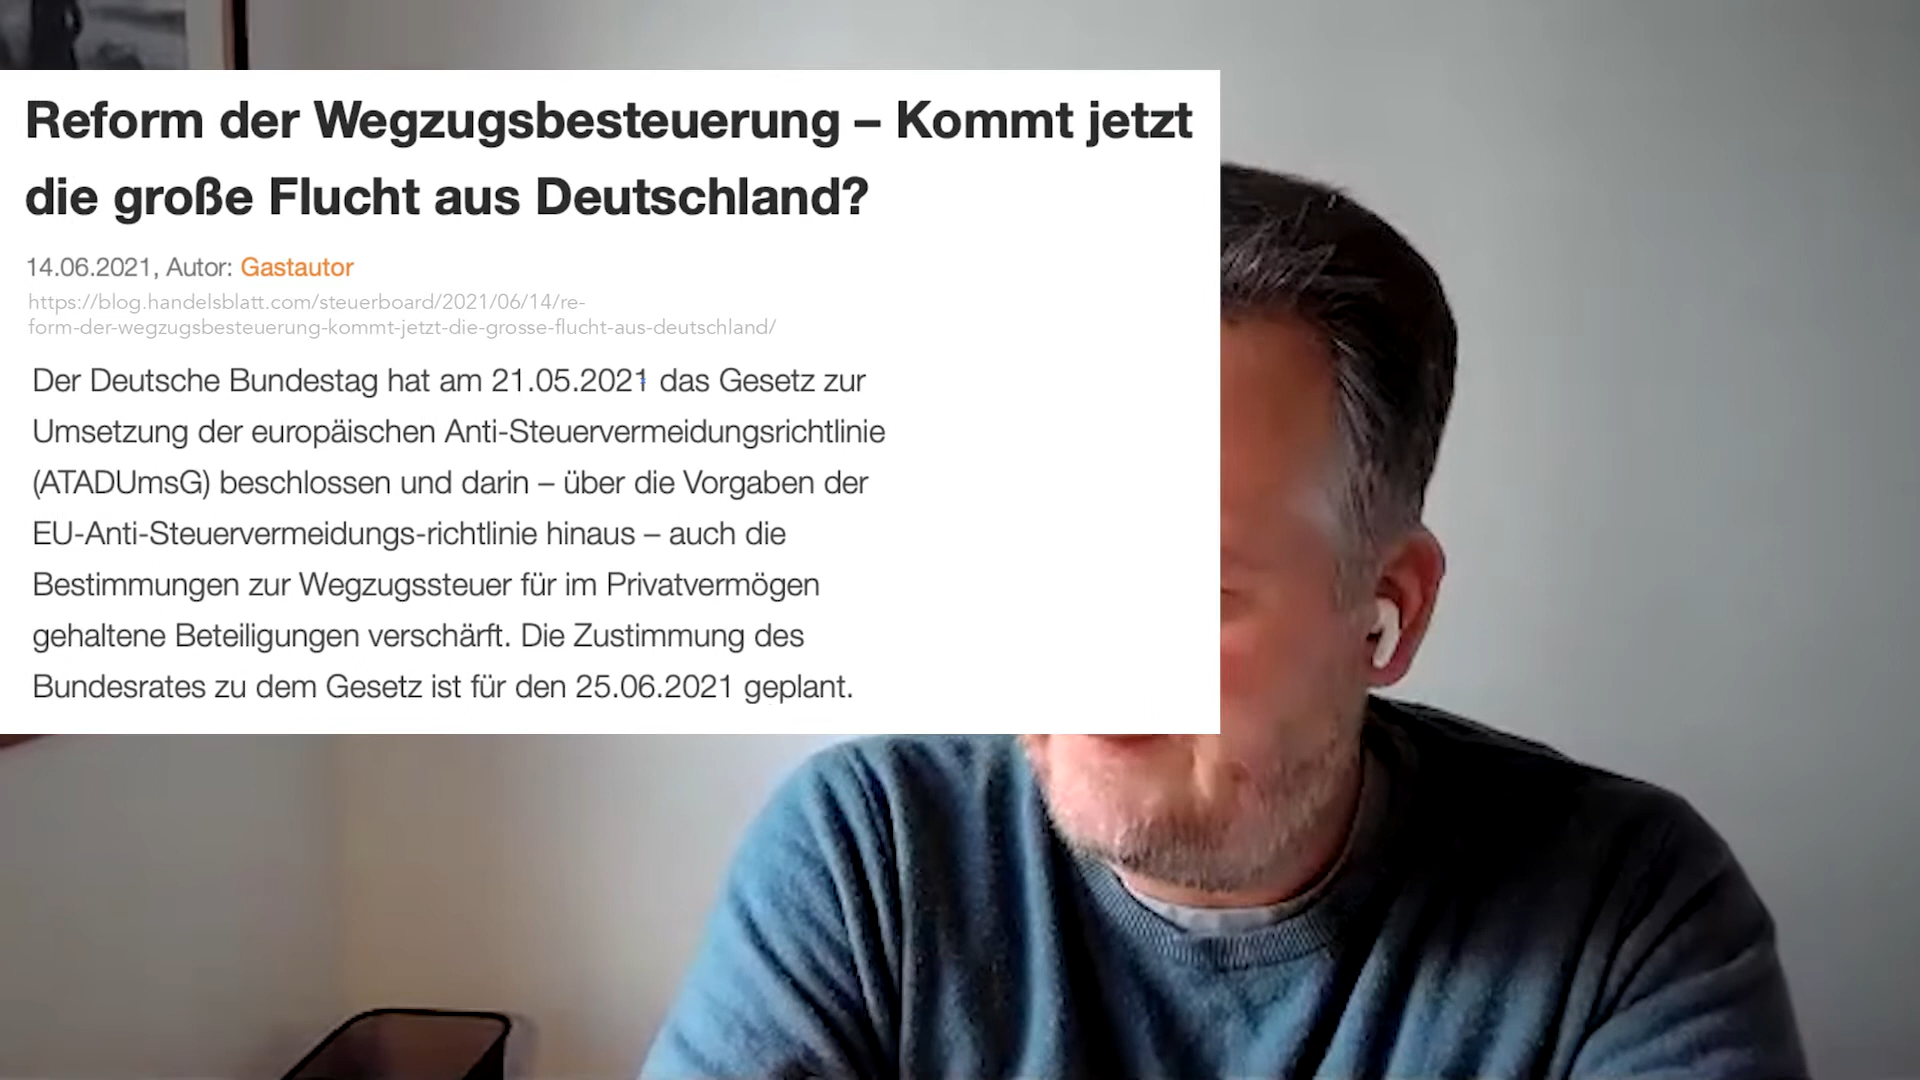 Reform der Wegzugsbesteuerung – Kommt jetzt
die große Flucht aus Deutschland?
14.06.2021, Autor: Gastautor
https://blog.handelsblatt.com/steuerboard/2021/06/14/re-
form-der-wegzugsbesteuerung-kommt-jetzt-die-grosse-flucht-aus-deutschland/
Der Deutsche Bundestag hat am 21.05.2021 das Gesetz zur
Umsetzung der europäischen Anti-Steuervermeidungsrichtlinie
(ATADUmsG) beschlossen und darin – über die Vorgaben der
EU-Anti-Steuervermeidungs-richtlinie hinaus – auch die
Bestimmungen zur Wegzugssteuer für im Privatvermögen
gehaltene Beteiligungen verschärft. Die Zustimmung des
Bundesrates zu dem Gesetz ist für den 25.06.2021 geplant.